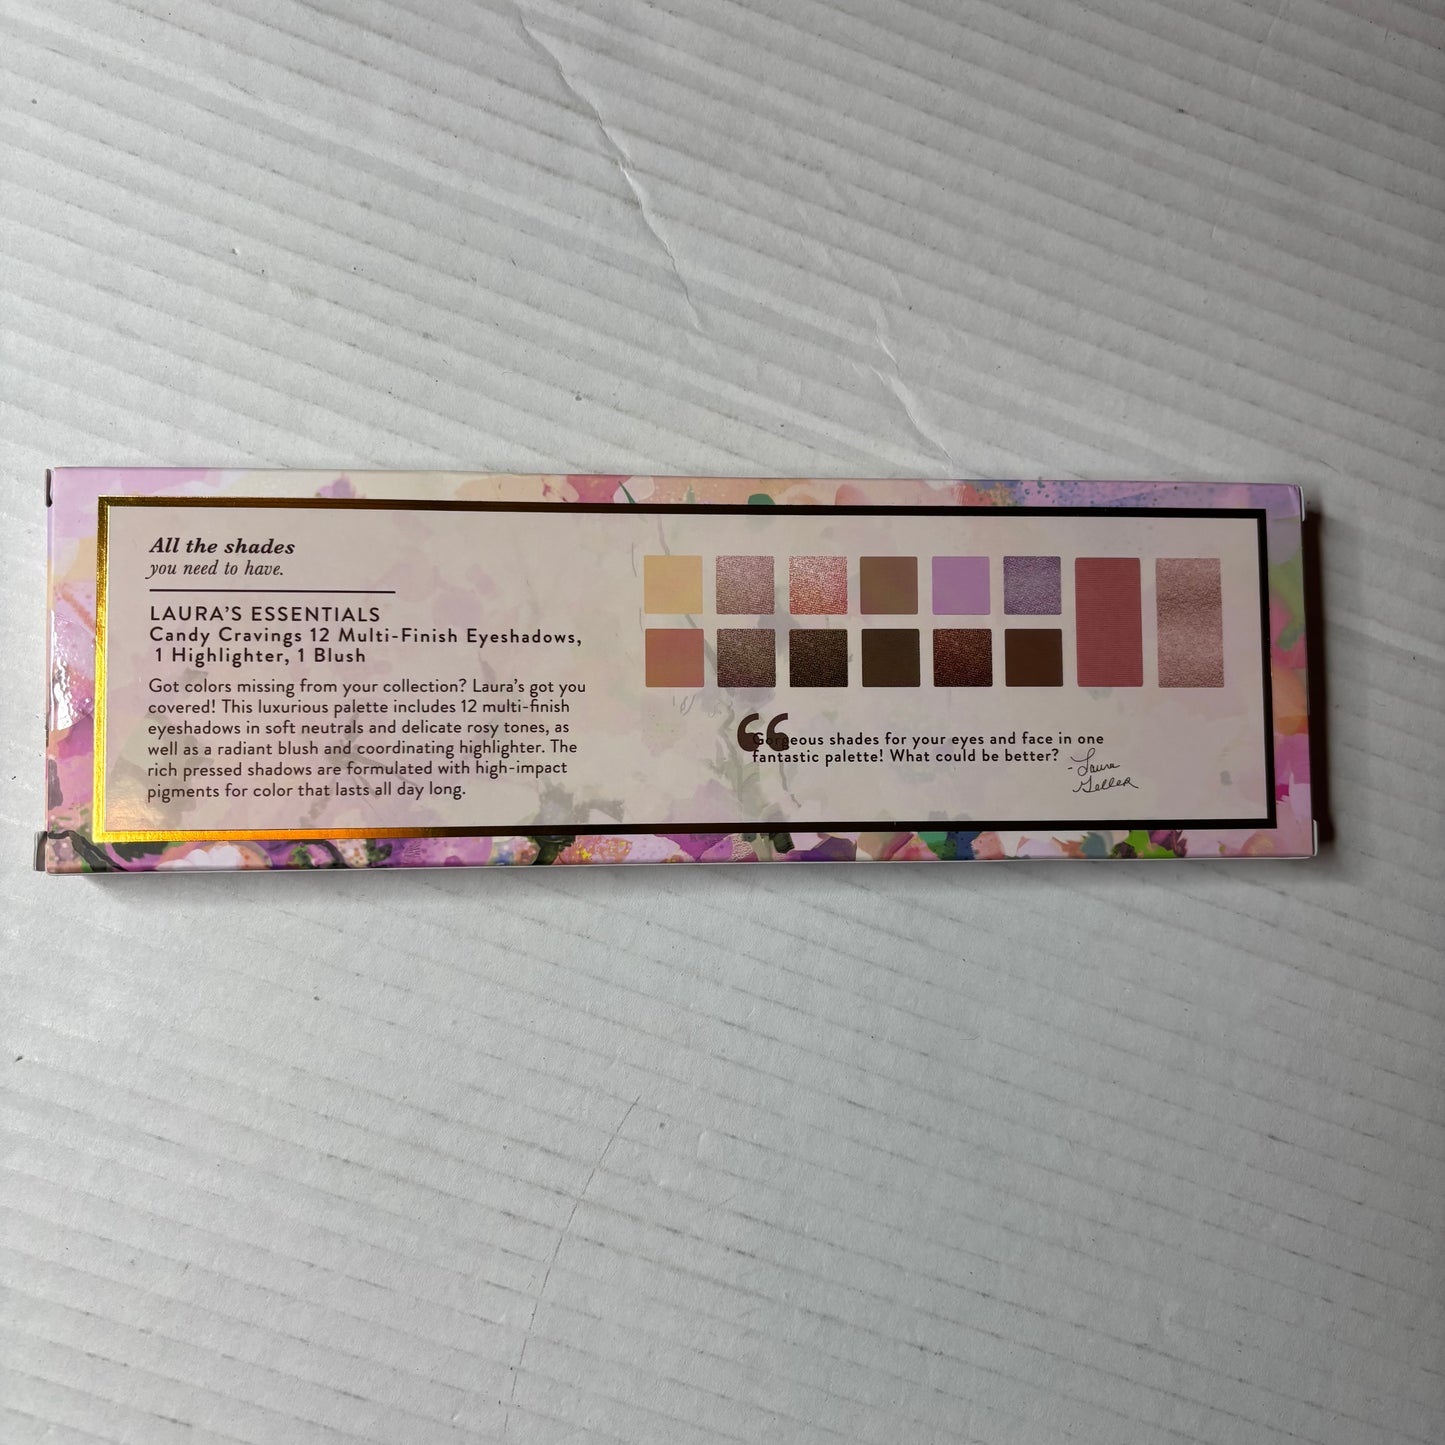 All the shades
you need to have.
LAURA'S ESSENTIALS
Candy Cravings 12 Multi-Finish Eyeshadows,
1 Highlighter, 1 Blush
Got colors missing from your collection? Laura's got you
covered! This luxurious palette includes 12 multi-finish
eyeshadows in soft neutrals and delicate rosy tones, as
well as a radiant blush and coordinating highlighter. The
rich pressed shadows are formulated with high-impact
pigments for color that lasts all day long.
“Gorgeous shades for your eyes and face in one
fantastic palette! What could be better?
-Laura
Geller